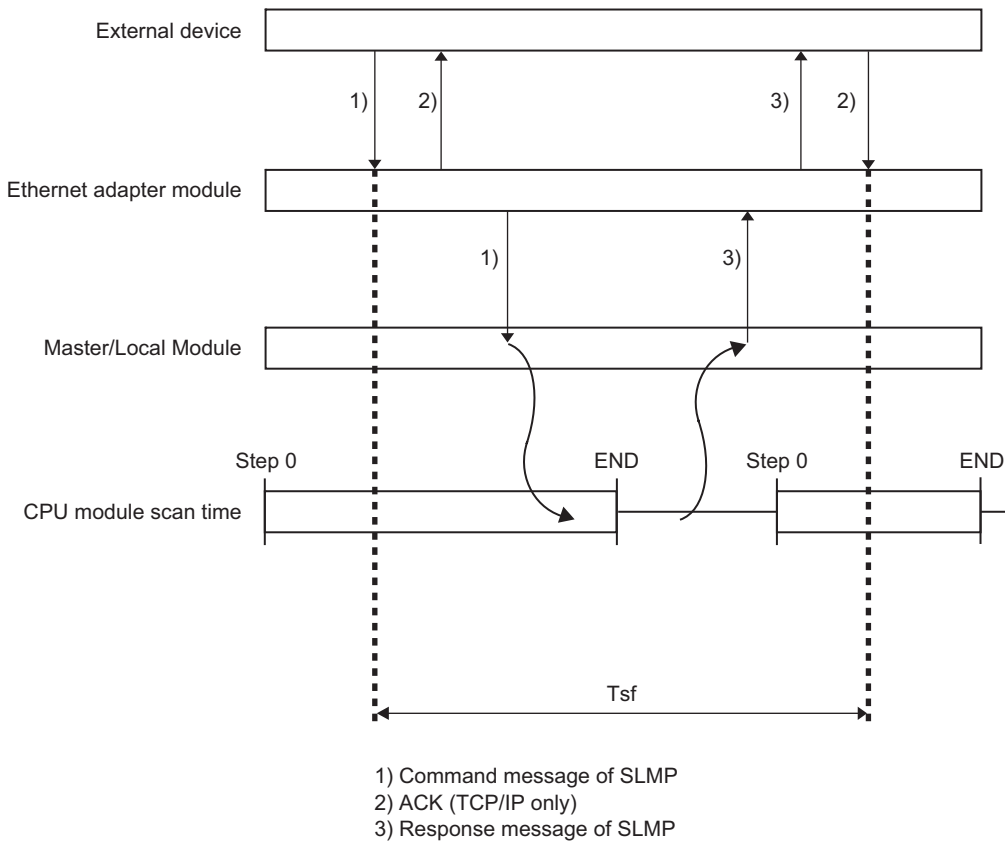 External device
1)
2)
3)
2)
Ethernet adapter module
1)
3)
Master/Local Module
Step 0
END
Step 0
END
CPU module scan time
Tsf
1) Command message of SLMP
2) ACK (TCP/IP only)
3) Response message of SLMP